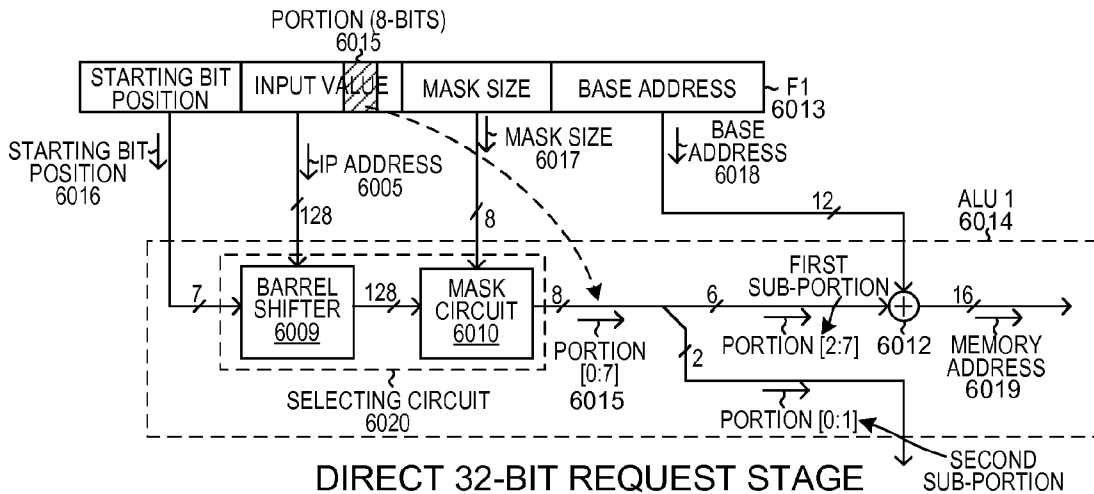 PORTION (8-BITS)
6015
STARTING BIT
POSITION
INPUT VALUE
MASK SIZE
BASE ADDRESS
F1
6013
STARTING BIT
POSITION
6016
IP ADDRESS
6005
128
MASK SIZE
6017
8
BASE
ADDRESS
6018
12
ALU 1
6014
7
BARREL
SHIFTER
6009
128
MASK
CIRCUIT
6010
8
6
FIRST
SUB-PORTION
16
PORTION
[0:7]
6015
2
PORTION [2:7]
6012
MEMORY
ADDRESS
6019
SELECTING CIRCUIT
6020
PORTION [0:1]
SECOND
SUB-PORTION
DIRECT 32-BIT REQUEST STAGE